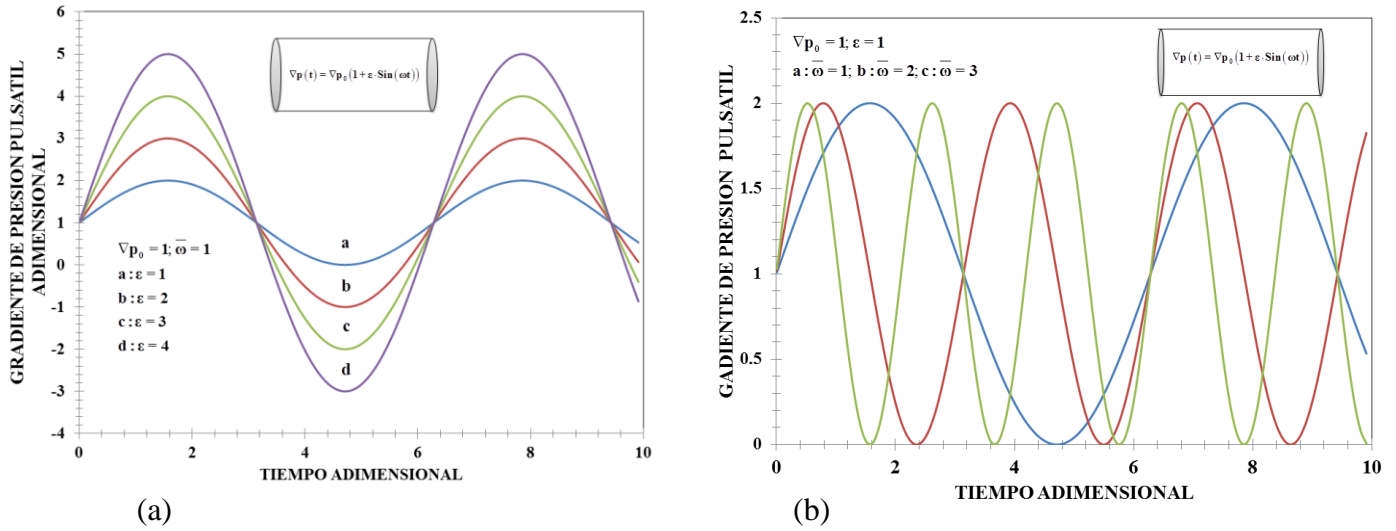 GRADIENTE DE PRESION PULSATIL
ADIMENSIONAL
6
5
4
3
2
1
0
-1
-2
-3
-4
∇p(t) = ∇p₀(1 + ε·Sin(ωt))
∇p₀ = 1; ω̅ = 1
a : ε = 1
b : ε = 2
c : ε = 3
d : ε = 4
a
b
c
d
0 2 4 6 8 10
TIEMPO ADIMENSIONAL
(a)
GADIENTE DE PRESION PULSATIL
2.5
2
1.5
1
0.5
0
∇p₀ = 1; ε = 1
a : ω̅ = 1; b : ω̅ = 2; c : ω̅ = 3
∇p(t) = ∇p₀(1 + ε·Sin(ωt))
0 2 4 6 8 10
TIEMPO ADIMENSIONAL
(b)